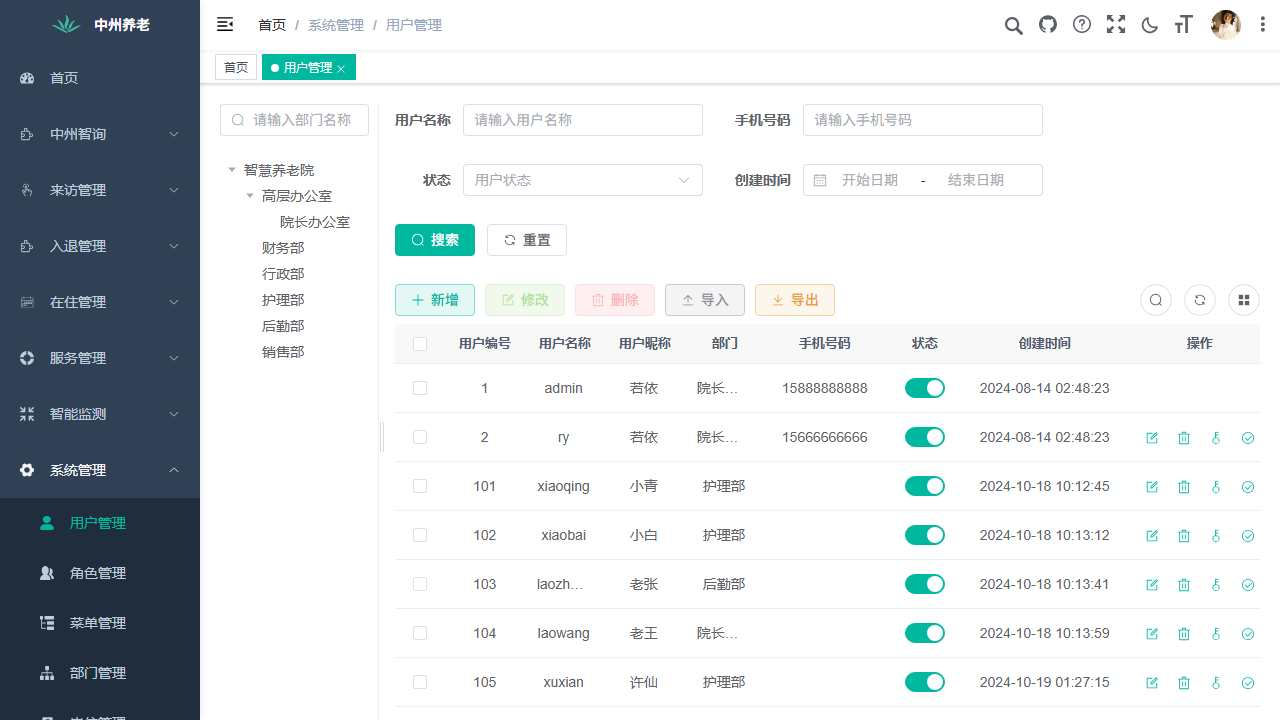 中州养老
首页
中州智询
来访管理
入退管理
在住管理
服务管理
智能监测
系统管理
用户管理
角色管理
菜单管理
部门管理
首页 / 系统管理 / 用户管理
首页 用户管理
请输入部门名称
智慧养老院
高层办公室
院长办公室
财务部
行政部
护理部
后勤部
销售部
用户名称 请输入用户名称 手机号码 请输入手机号码
状态 用户状态 创建时间 开始日期 - 结束日期
搜索 重置
新增 修改 删除 导入 导出
用户编号 用户名称 用户昵称 部门 手机号码 状态 创建时间 操作
1 admin 若依 院长… 15888888888 2024-08-14 02:48:23
2 ry 若依 院长… 15666666666 2024-08-14 02:48:23
101 xiaoqing 小青 护理部 2024-10-18 10:12:45
102 xiaobai 小白 护理部 2024-10-18 10:13:12
103 laozh… 老张 后勤部 2024-10-18 10:13:41
104 laowang 老王 院长… 2024-10-18 10:13:59
105 xuxian 许仙 护理部 2024-10-19 01:27:15